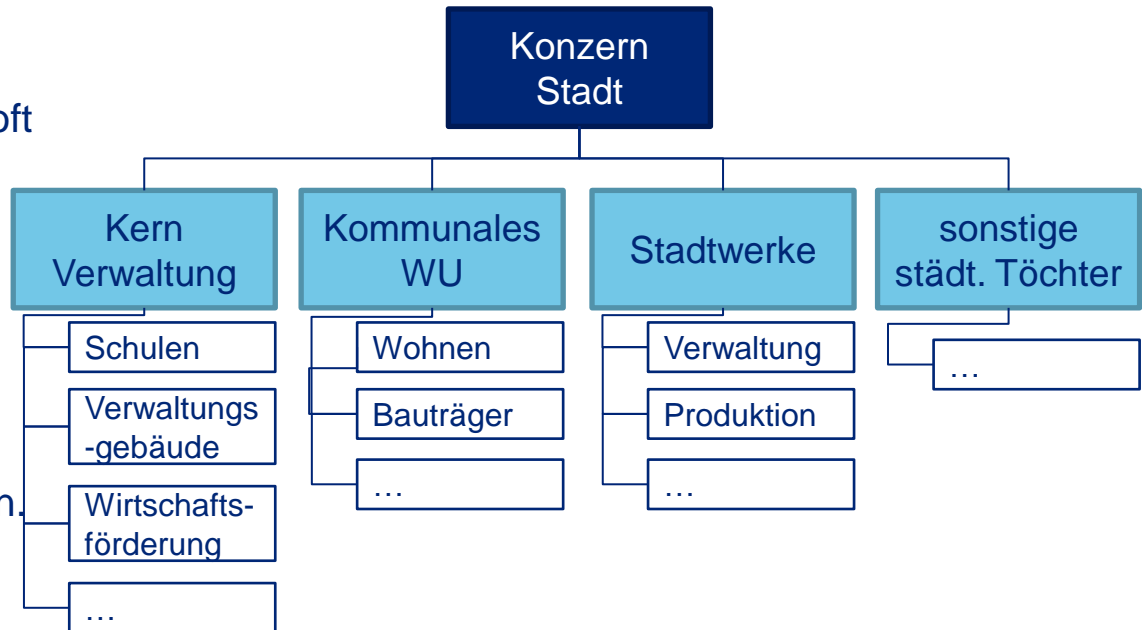 Konzern
Stadt
oft
Kern
Verwaltung
Kommunales
WU
Stadtwerke
sonstige
städt. Töchter
Schulen
Verwaltungs
-gebäude
Wirtschafts-
förderung
…
Wohnen
Bauträger
…
Verwaltung
Produktion
…
…
n.